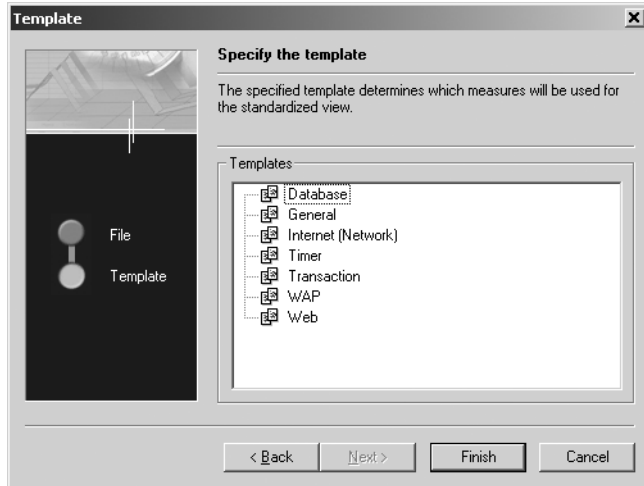 Template
Specify the template
The specified template determines which measures will be used for
the standardized view.
Templates
Database
General
Internet (Network)
Timer
Transaction
WAP
Web
File
Template
< Back
Next >
Finish
Cancel